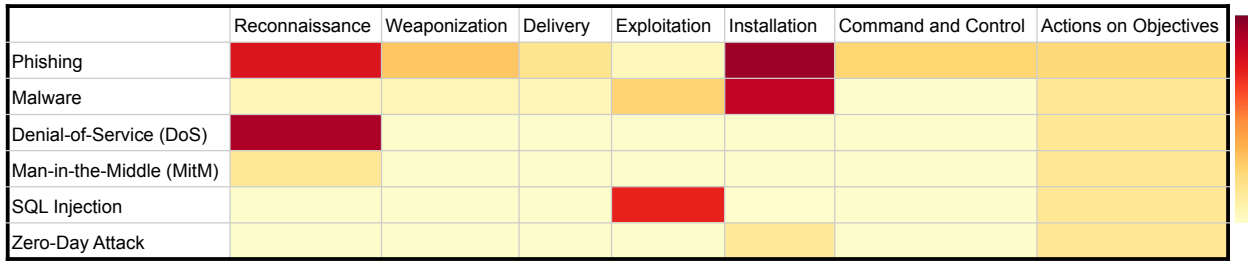 Reconnaissance Weaponization Delivery Exploitation Installation Command and Control Actions on Objectives
Phishing
Malware
Denial-of-Service (DoS)
Man-in-the-Middle (MitM)
SQL Injection
Zero-Day Attack